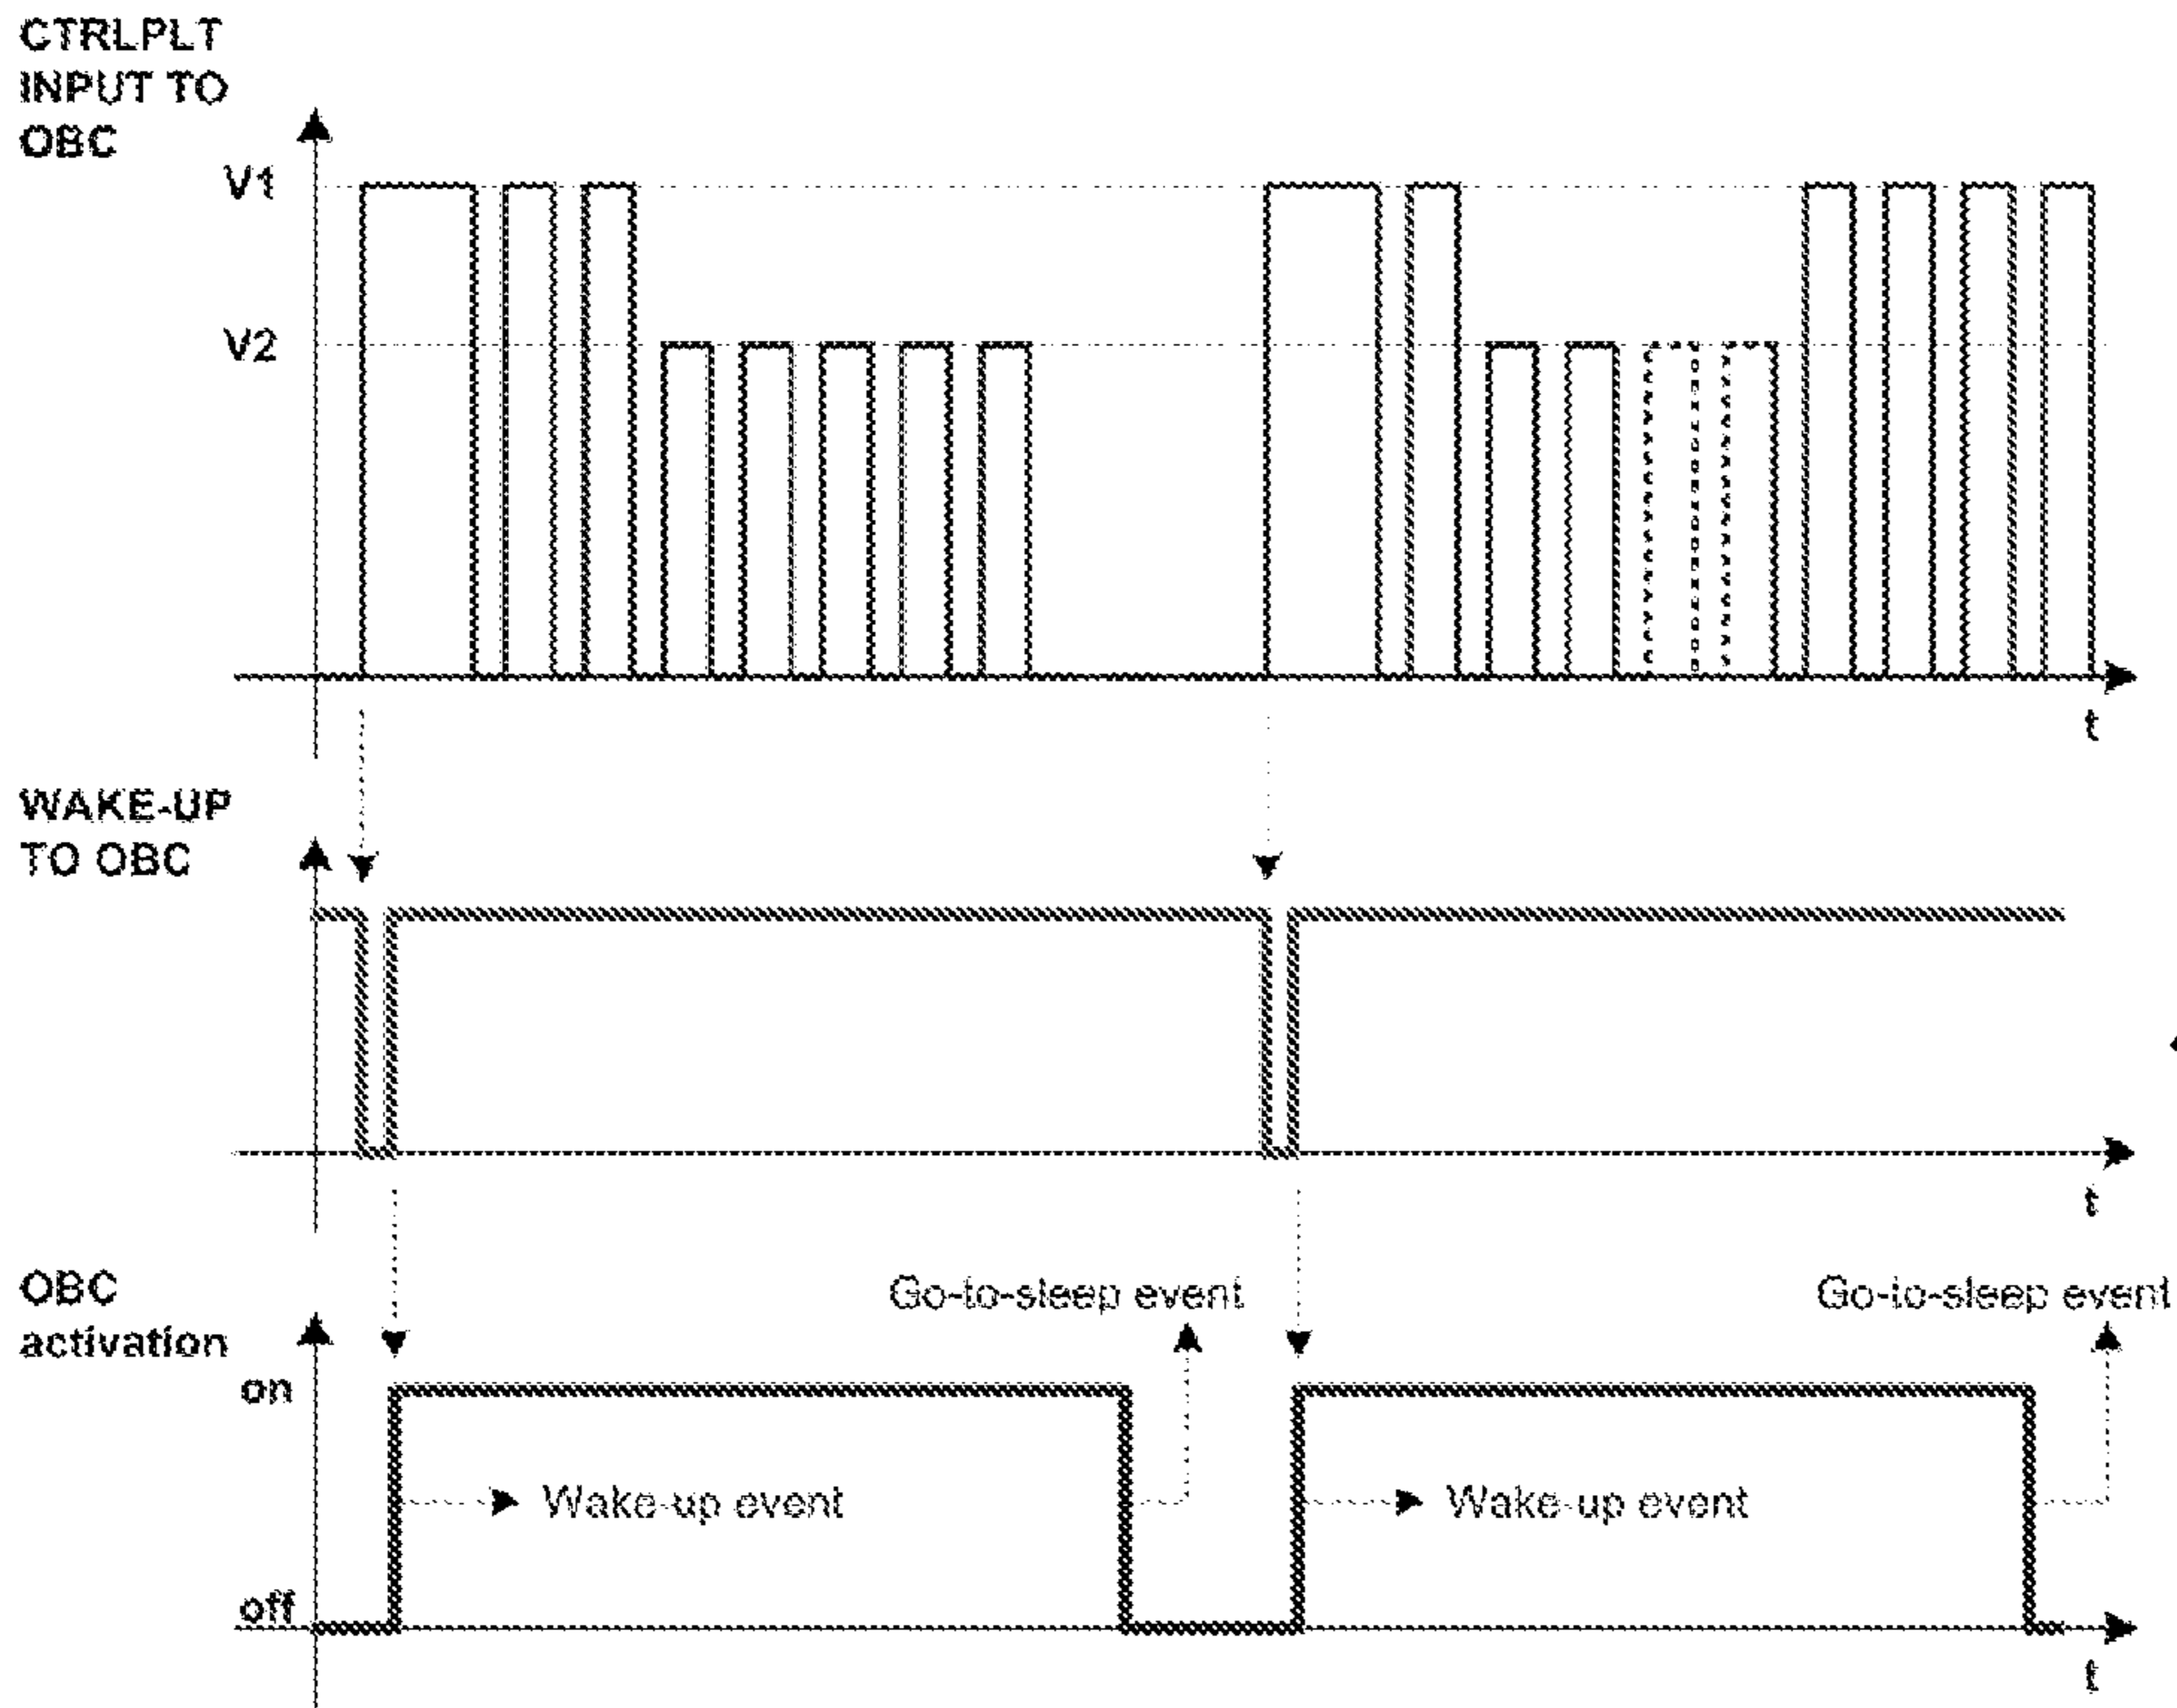 CTRLPLT
INPUT TO
OBC
V1
V2
t
WAKE-UP
TO OBC
t
OBC
activation
Go-to-sleep event
Go-to-sleep event
on
Wake-up event
Wake-up event
off
t